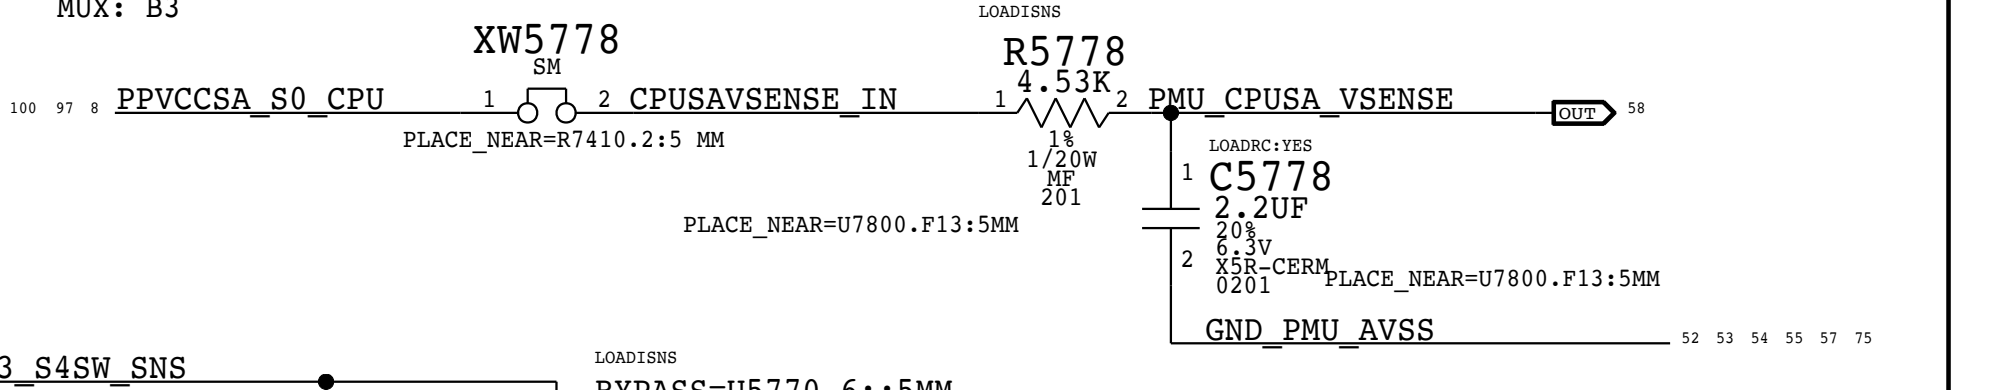 MUX: B3
LOADISNS
XW5778
SM
R5778
4.53K
100 97 8 PPVCCSA_S0_CPU 1 2 CPUSAVSENSE_IN 1 2 PMU_CPUSA_VSENSE OUT 58
PLACE_NEAR=R7410.2:5 MM
1%
1/20W
MF
201
PLACE_NEAR=U7800.F13:5MM
LOADRC:YES
1 C5778
2.2UF
20%
6.3V
2 X5R-CERM
0201
PLACE_NEAR=U7800.F13:5MM
GND_PMU_AVSS 52 53 54 55 57 75
3_S4SW_SNS
LOADISNS
BYPASS=U5770.6::5MM